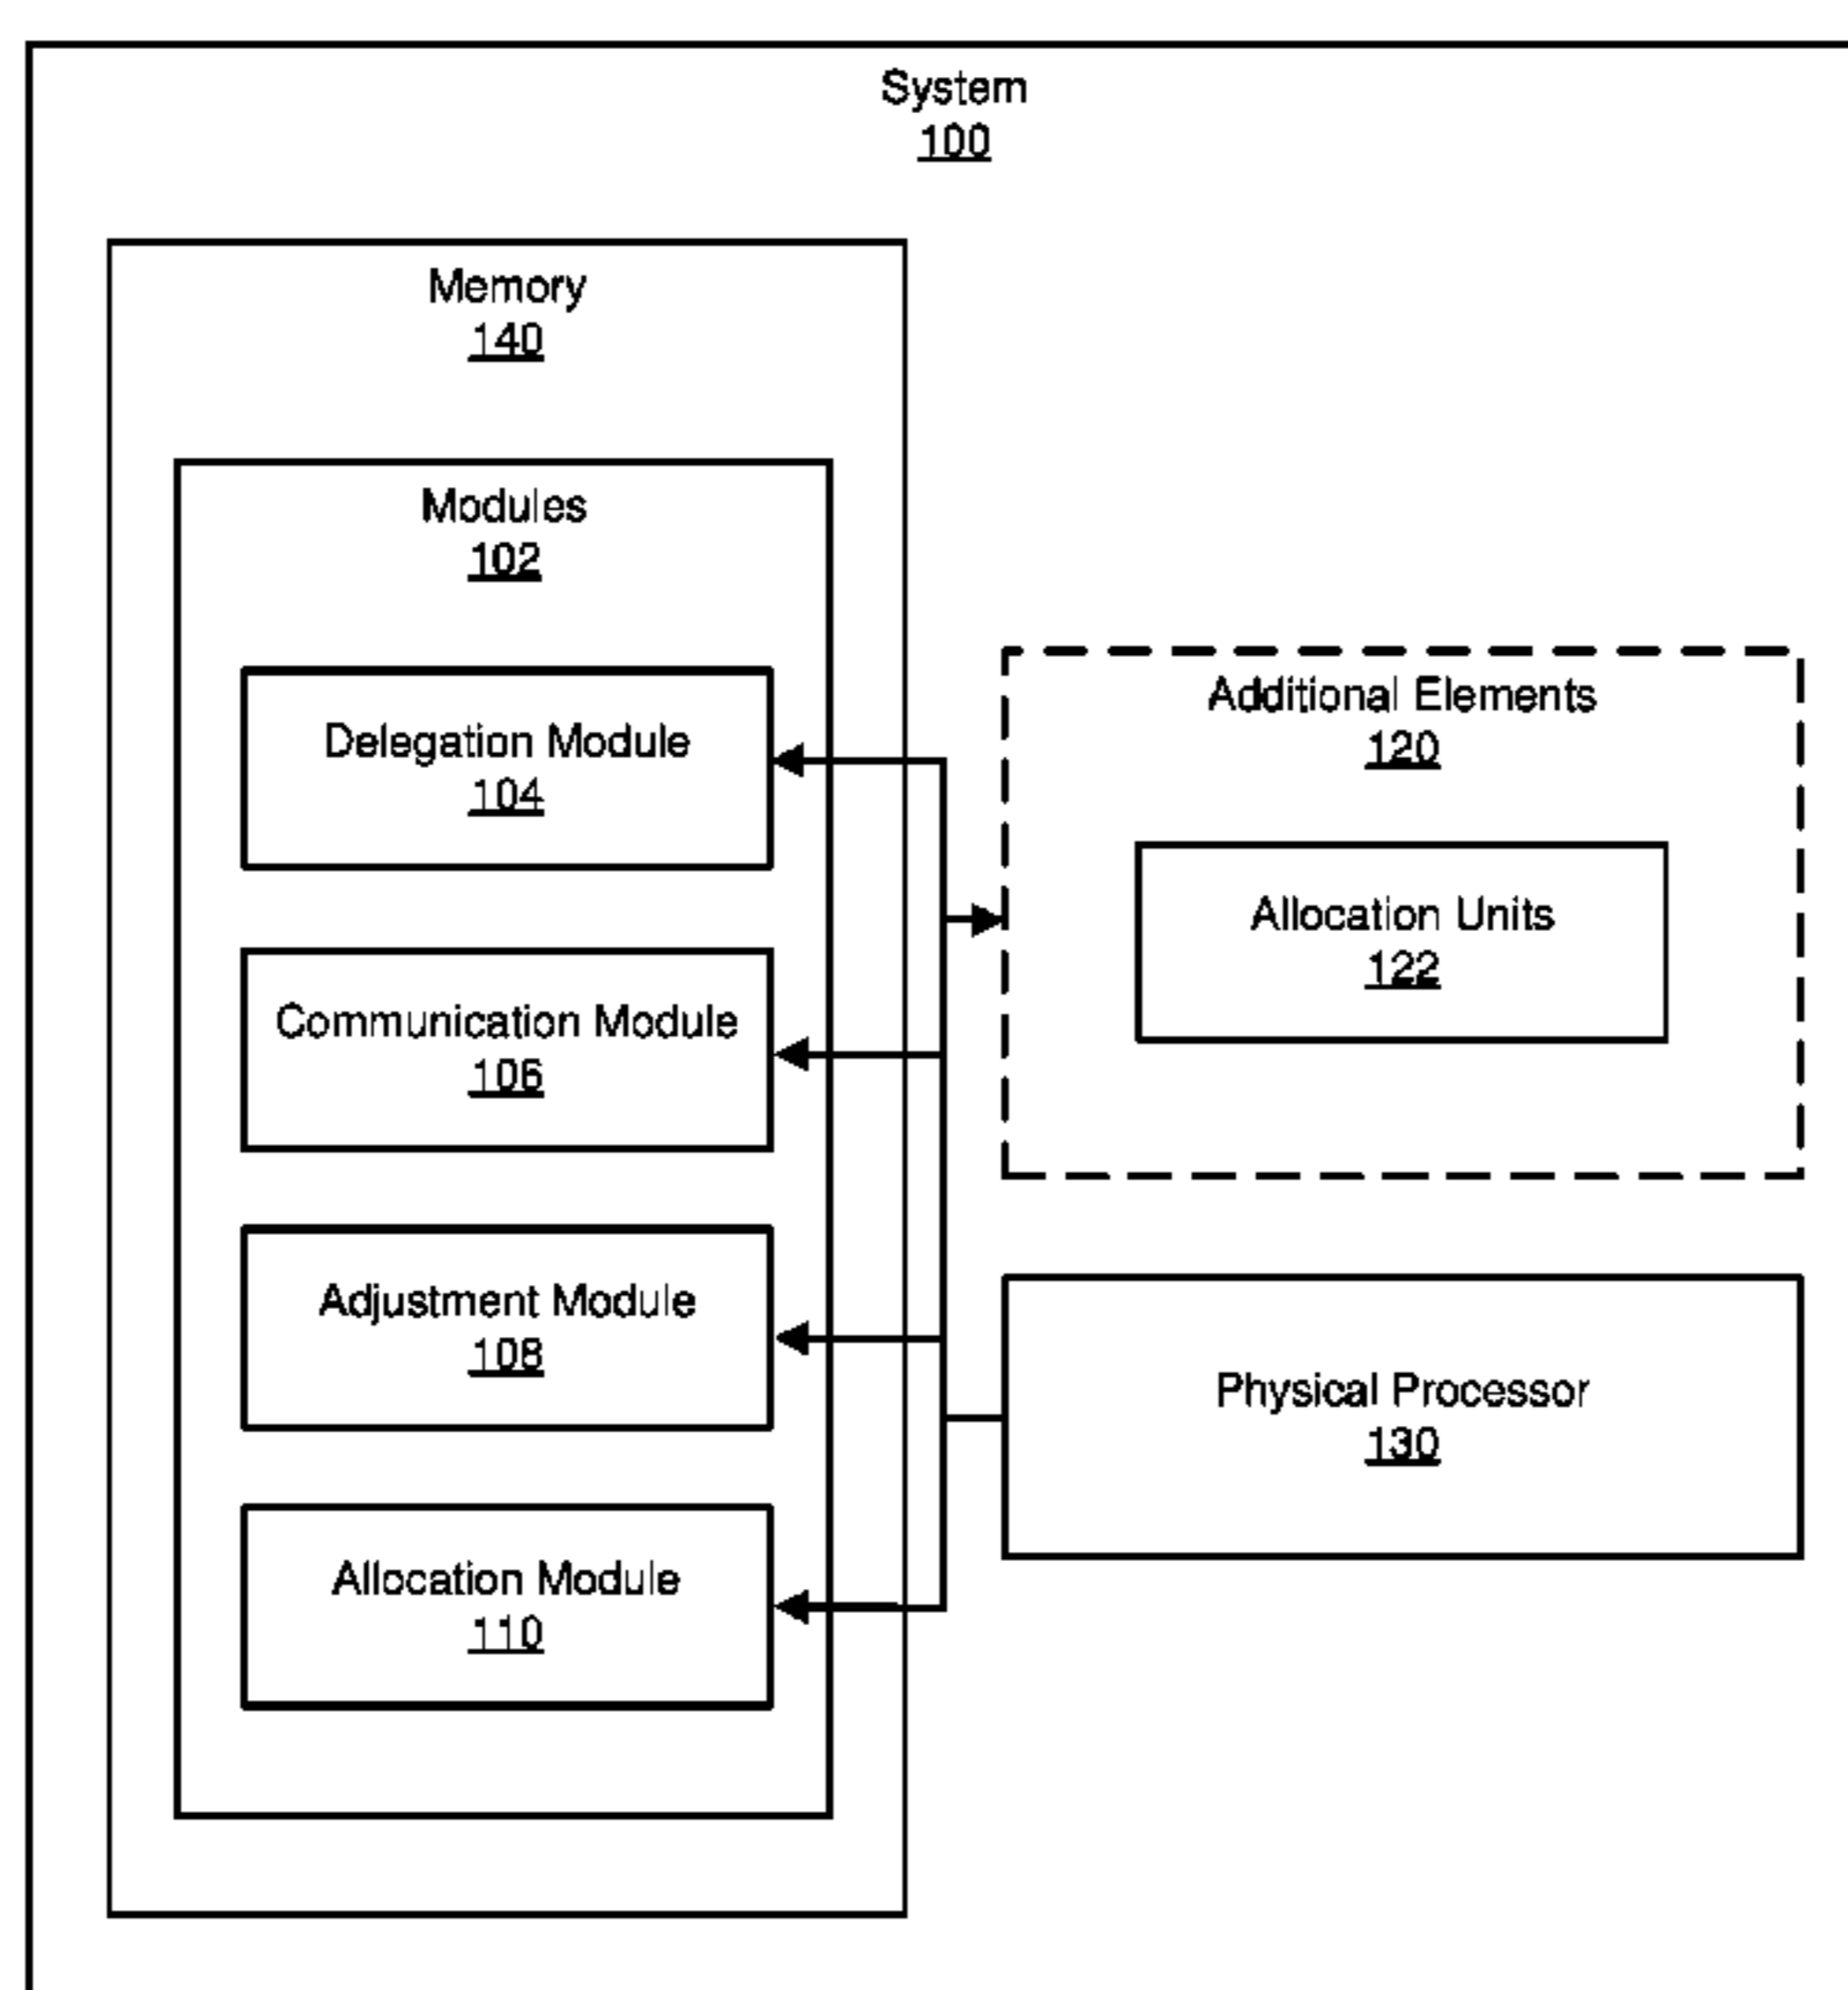 System
100
Memory
140
Modules
102
Delegation Module
104
Communication Module
106
Adjustment Module
108
Allocation Module
110
Additional Elements
120
Allocation Units
122
Physical Processor
130